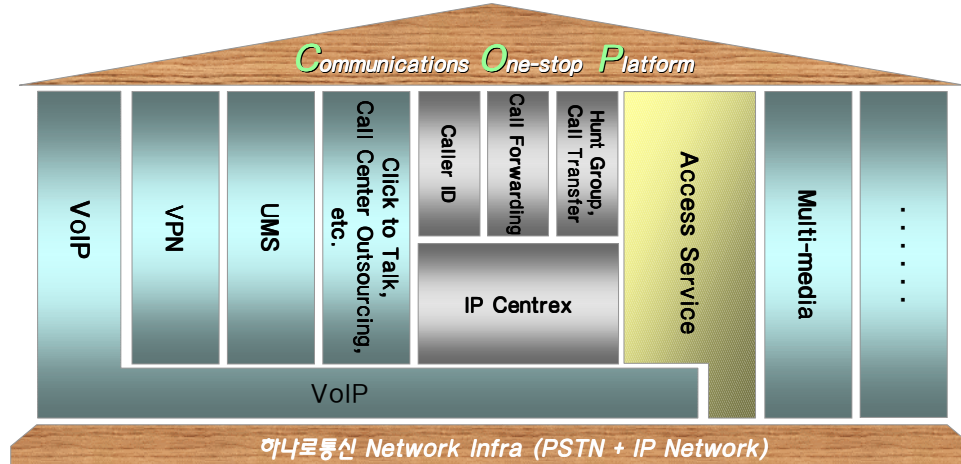 Communications One-stop Platform
VoIP
VPN
UMS
Click to Talk,
Call Center Outsourcing,
etc.
Caller ID
Call Forwarding
Hunt Group,
Call Transfer
IP Centrex
Access Service
Multi-media
. . . . . .
VoIP
하나로통신 Network Infra (PSTN + IP Network)